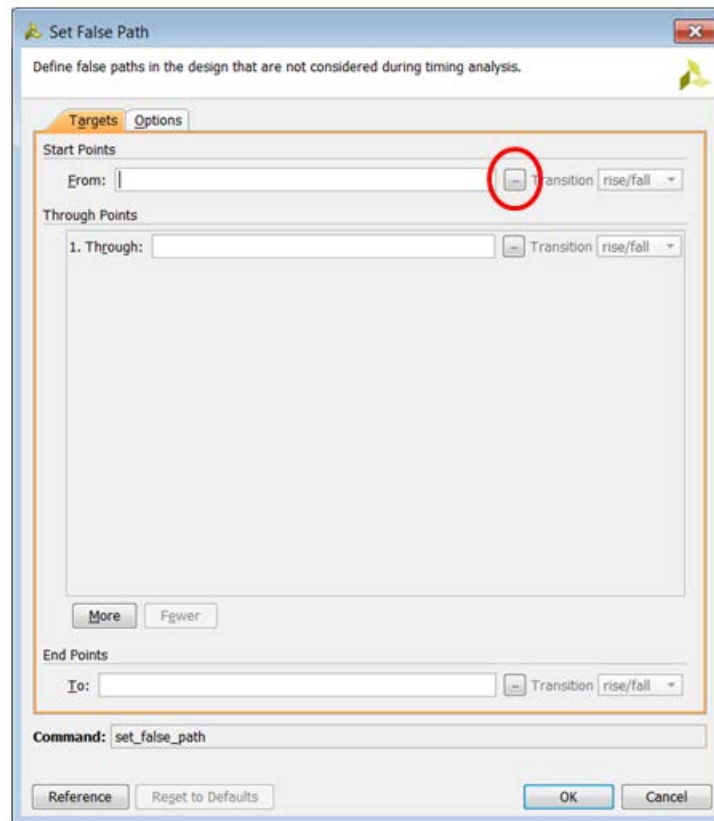 Set False Path
Define false paths in the design that are not considered during timing analysis.
Targets Options
Start Points
From: Transition rise/fall
Through Points
1. Through: Transition rise/fall
More Fewer
End Points
To: Transition rise/fall
Command: set_false_path
Reference Reset to Defaults OK Cancel